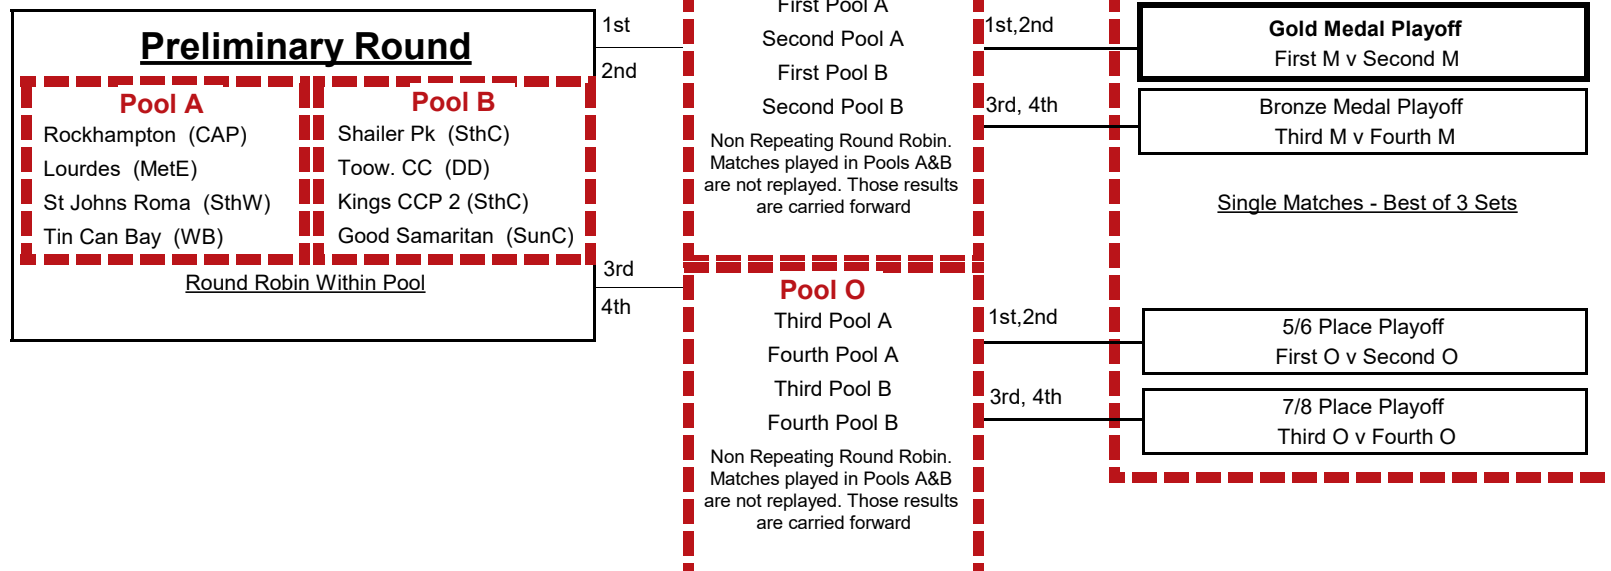 Preliminary Round
Pool A
Rockhampton (CAP)
Lourdes (MetE)
St Johns Roma (SthW)
Tin Can Bay (WB)
Pool B
Shailer Pk (SthC)
Toow. CC (DD)
Kings CCP 2 (SthC)
Good Samaritan (SunC)
Round Robin Within Pool
1st
2nd
3rd
4th
First Pool A
Second Pool A
First Pool B
Second Pool B
Non Repeating Round Robin.
Matches played in Pools A&B
are not replayed. Those results
are carried forward
Pool O
Third Pool A
Fourth Pool A
Third Pool B
Fourth Pool B
Non Repeating Round Robin.
Matches played in Pools A&B
are not replayed. Those results
are carried forward
1st,2nd
3rd, 4th
1st,2nd
3rd, 4th
Gold Medal Playoff
First M v Second M
Bronze Medal Playoff
Third M v Fourth M
Single Matches - Best of 3 Sets
5/6 Place Playoff
First O v Second O
7/8 Place Playoff
Third O v Fourth O